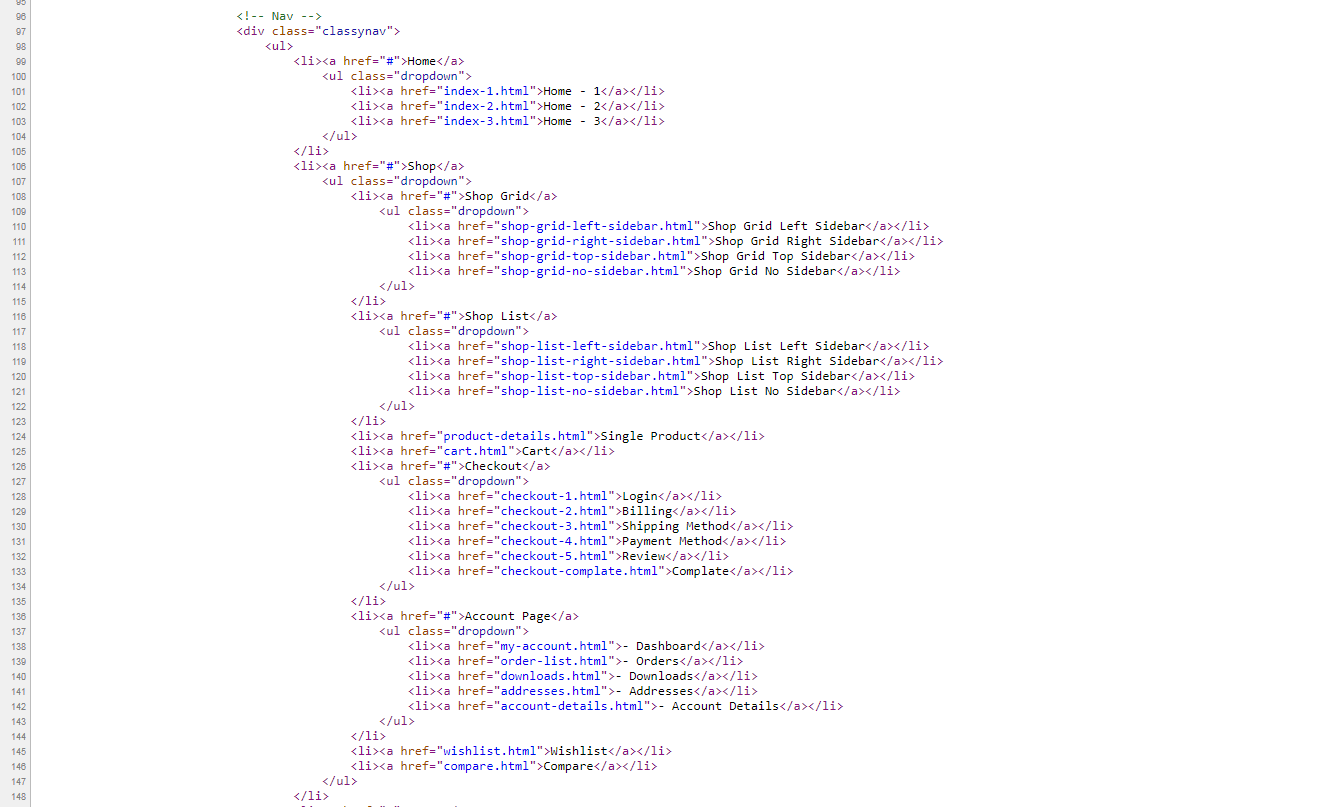 96 <!-- Nav -->
97 <div class="classynav">
98 <ul>
99 <li><a href="#">Home</a>
100 <ul class="dropdown">
101 <li><a href="index-1.html">Home - 1</a></li>
102 <li><a href="index-2.html">Home - 2</a></li>
103 <li><a href="index-3.html">Home - 3</a></li>
104 </ul>
105 </li>
106 <li><a href="#">Shop</a>
107 <ul class="dropdown">
108 <li><a href="#">Shop Grid</a>
109 <ul class="dropdown">
110 <li><a href="shop-grid-left-sidebar.html">Shop Grid Left Sidebar</a></li>
111 <li><a href="shop-grid-right-sidebar.html">Shop Grid Right Sidebar</a></li>
112 <li><a href="shop-grid-top-sidebar.html">Shop Grid Top Sidebar</a></li>
113 <li><a href="shop-grid-no-sidebar.html">Shop Grid No Sidebar</a></li>
114 </ul>
115 </li>
116 <li><a href="#">Shop List</a>
117 <ul class="dropdown">
118 <li><a href="shop-list-left-sidebar.html">Shop List Left Sidebar</a></li>
119 <li><a href="shop-list-right-sidebar.html">Shop List Right Sidebar</a></li>
120 <li><a href="shop-list-top-sidebar.html">Shop List Top Sidebar</a></li>
121 <li><a href="shop-list-no-sidebar.html">Shop List No Sidebar</a></li>
122 </ul>
123 </li>
124 <li><a href="product-details.html">Single Product</a></li>
125 <li><a href="cart.html">Cart</a></li>
126 <li><a href="#">Checkout</a>
127 <ul class="dropdown">
128 <li><a href="checkout-1.html">Login</a></li>
129 <li><a href="checkout-2.html">Billing</a></li>
130 <li><a href="checkout-3.html">Shipping Method</a></li>
131 <li><a href="checkout-4.html">Payment Method</a></li>
132 <li><a href="checkout-5.html">Review</a></li>
133 <li><a href="checkout-complate.html">Complate</a></li>
134 </ul>
135 </li>
136 <li><a href="#">Account Page</a>
137 <ul class="dropdown">
138 <li><a href="my-account.html">- Dashboard</a></li>
139 <li><a href="order-list.html">- Orders</a></li>
140 <li><a href="downloads.html">- Downloads</a></li>
141 <li><a href="addresses.html">- Addresses</a></li>
142 <li><a href="account-details.html">- Account Details</a></li>
143 </ul>
144 </li>
145 <li><a href="wishlist.html">Wishlist</a></li>
146 <li><a href="compare.html">Compare</a></li>
147 </ul>
148 </li>